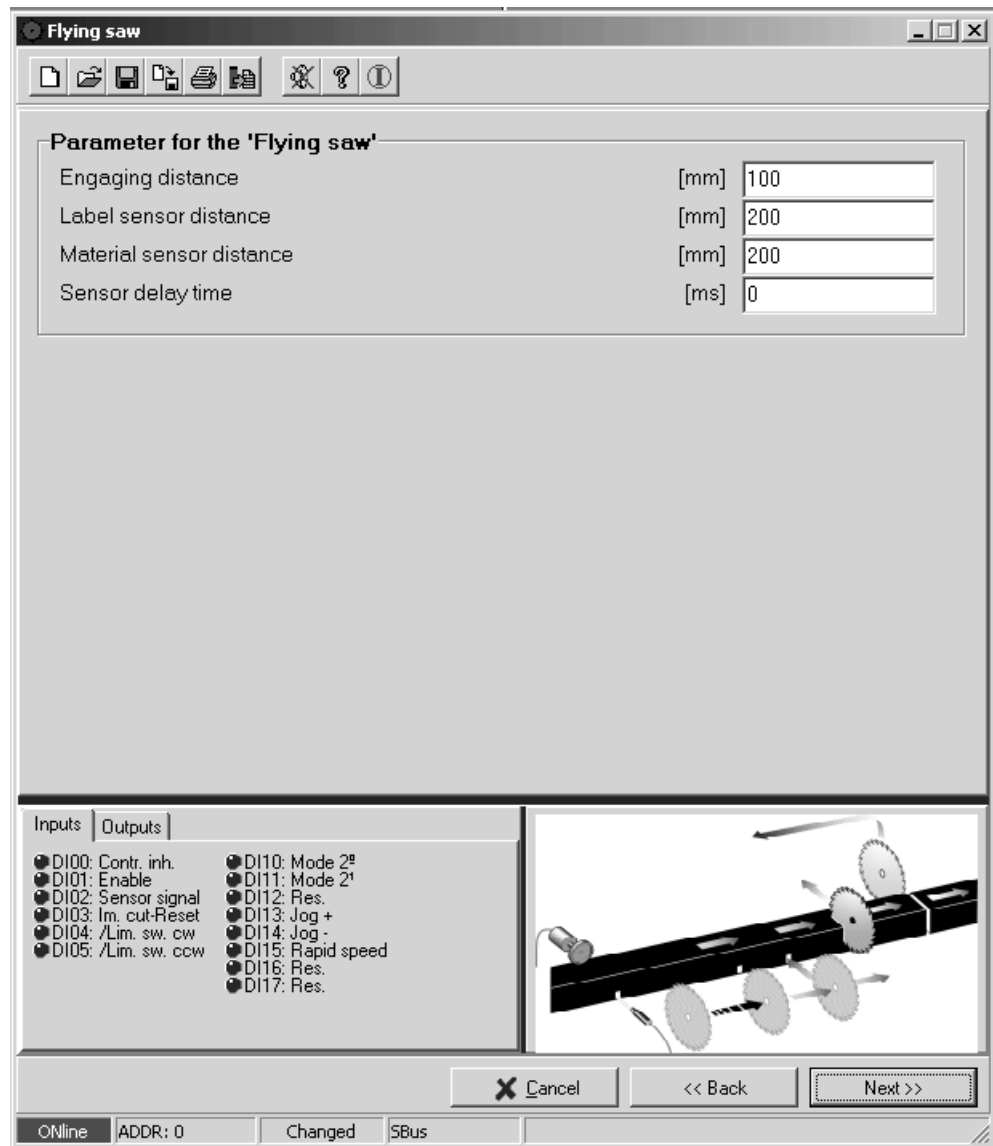 Flying saw
Parameter for the 'Flying saw'
Engaging distance [mm] 100
Label sensor distance [mm] 200
Material sensor distance [mm] 200
Sensor delay time [ms] 0
Inputs Outputs
DI00: Contr. inh. DI10: Mode 2º
DI01: Enable DI11: Mode 2¹
DI02: Sensor signal DI12: Res.
DI03: Im. cut-Reset DI13: Jog +
DI04: /Lim. sw. cw DI14: Jog -
DI05: /Lim. sw. ccw DI15: Rapid speed
DI16: Res.
DI17: Res.
Cancel << Back Next >>
ONline ADDR: 0 Changed SBus